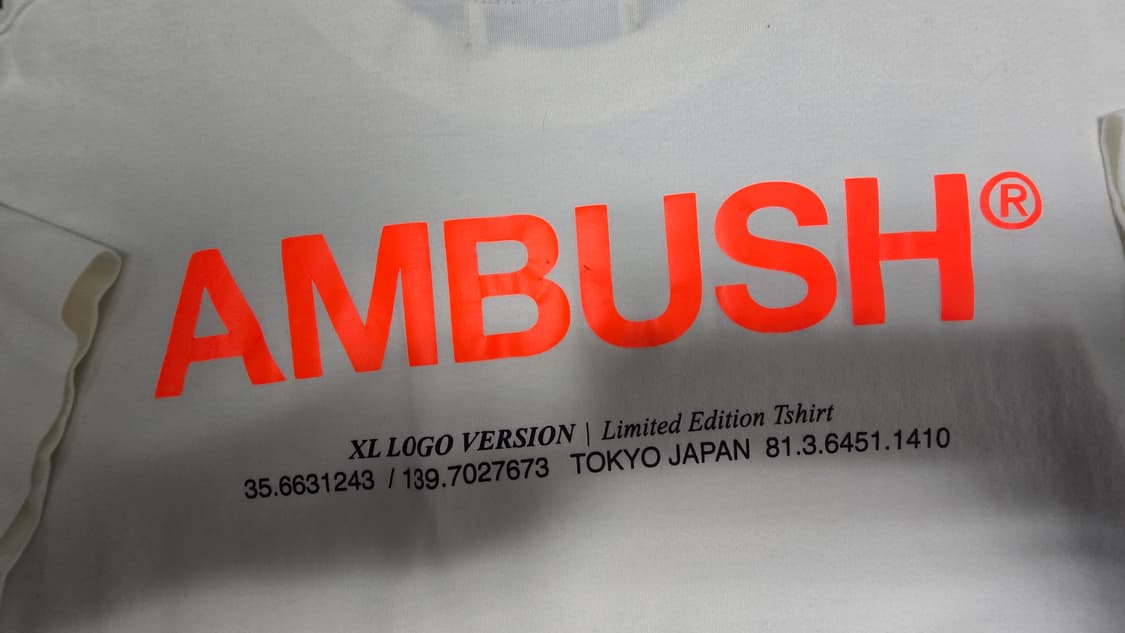 AMBUSH®
XL LOGO VERSION | Limited Edition Tshirt
35.6631243 / 139.7027673 TOKYO JAPAN 81.3.6451.1410